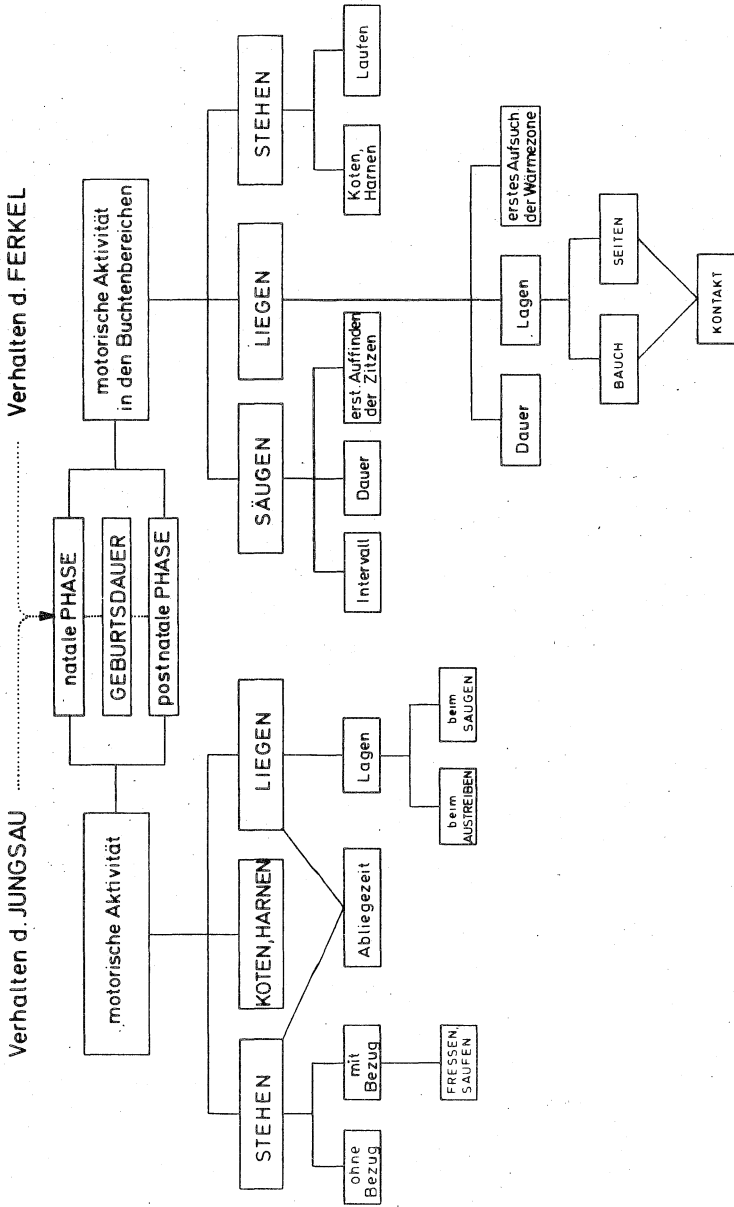 Verhalten d. JUNGSAU
Verhalten d. FERKEL
natale PHASE
GEBURTSDAUER
postnatale PHASE
motorische Aktivität
motorische Aktivität
in den Buchtenbereichen
STEHEN
KOTEN, HARNEN
LIEGEN
SÄUGEN
LIEGEN
STEHEN
ohne
Bezug
mit
Bezug
Abliegezeit
Lagen
Intervall
Dauer
erst. Auffinden
der Zitzen
Koten,
Harnen
Laufen
FRESSEN,
SAUFEN
beim
AUSTREIBEN
beim
SAUGEN
Dauer
Lagen
erstes Aufsuch.
der Wärmezone
BAUCH
SEITEN
KONTAKT